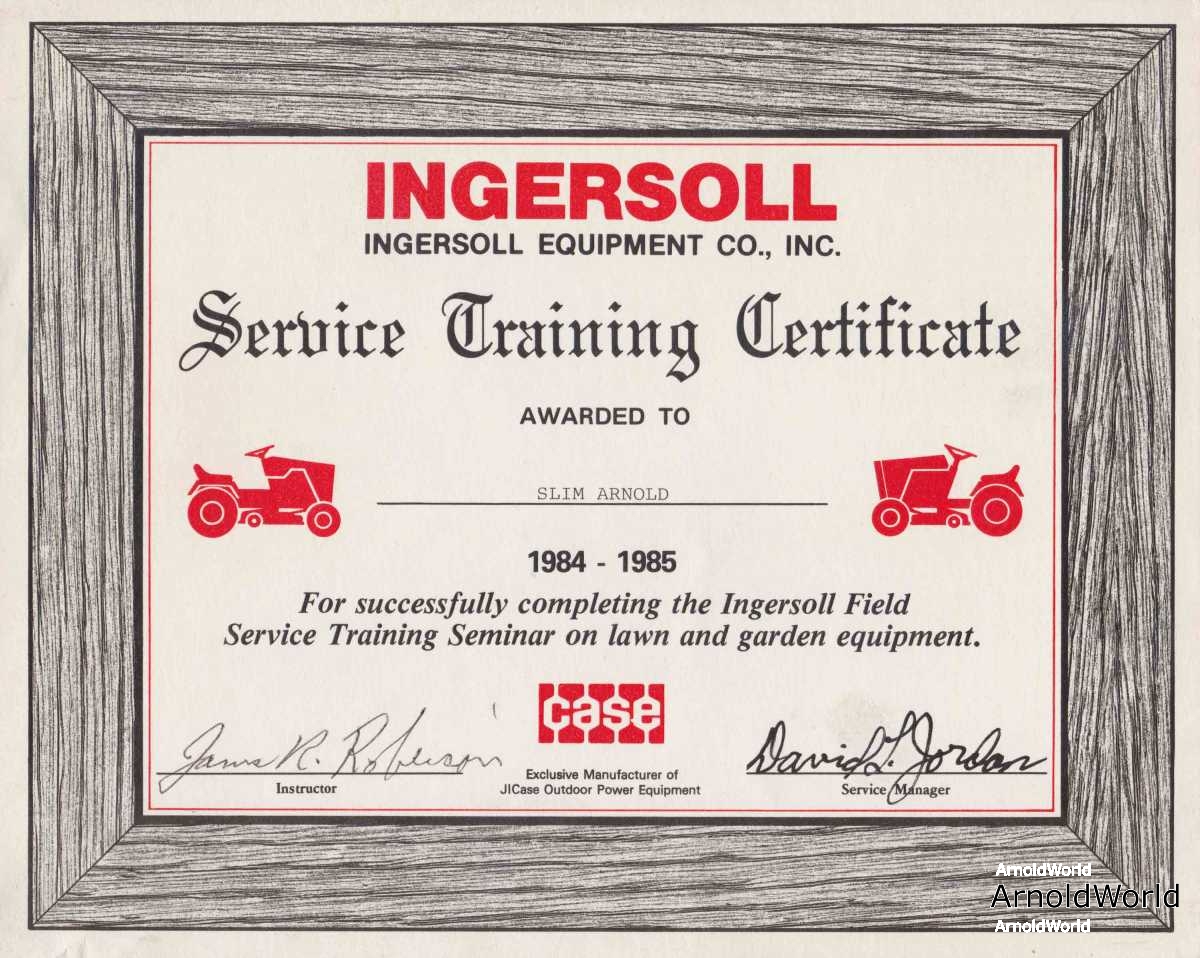 INGERSOLL
INGERSOLL EQUIPMENT CO., INC.
Service Training Certificate
AWARDED TO
SLIM ARNOLD
1984 - 1985
For successfully completing the Ingersoll Field
Service Training Seminar on lawn and garden equipment.
case
James R. Roberson
David L. Jordan
Exclusive Manufacturer of
JICase Outdoor Power Equipment
Instructor
Service Manager
ArnoldWorld
ArnoldWorld
ArnoldWorld